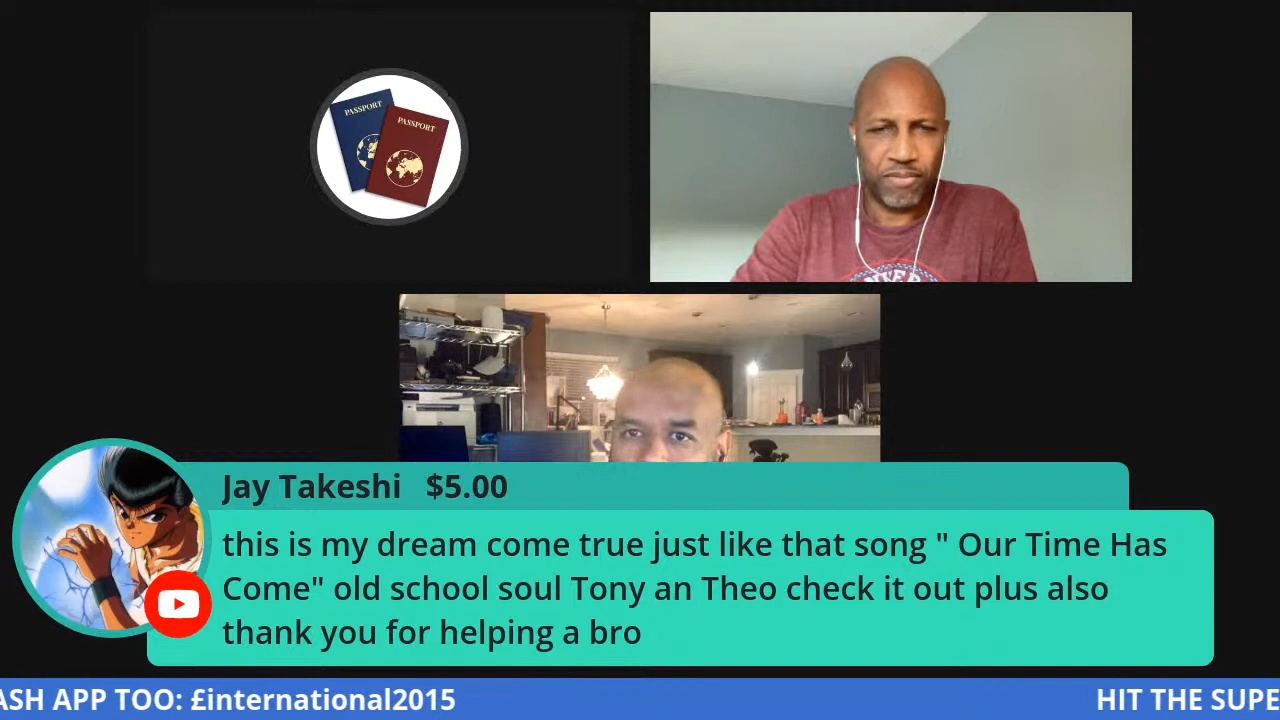 PASSPORT
PASSPORT
Jay Takeshi $5.00
this is my dream come true just like that song " Our Time Has
Come" old school soul Tony an Theo check it out plus also
thank you for helping a bro
ASH APP TOO: £international2015
HIT THE SUPE